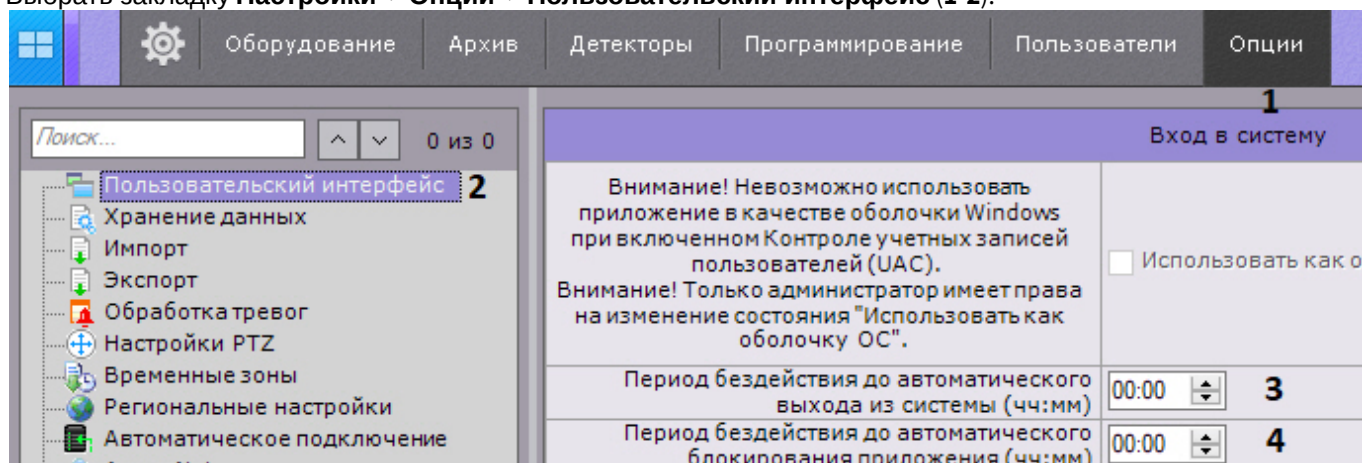 Выбрать закладку Настройки → Опции → Пользовательский интерфейс (1-2).
Оборудование Архив Детекторы Программирование Пользователи Опции
1
Поиск... 0 из 0
Пользовательский интерфейс 2
Хранение данных
Импорт
Экспорт
Обработка тревог
Настройки PTZ
Временные зоны
Региональные настройки
Автоматическое подключение
Вход в систему
Внимание! Невозможно использовать
приложение в качестве оболочки Windows
при включенном Контроле учетных записей
пользователей (UAC).
Внимание! Только администратор имеет права
на изменение состояния "Использовать как
оболочку ОС".
Использовать как о
Период бездействия до автоматического
выхода из системы (чч:мм)
00:00 3
Период бездействия до автоматического
блокирования приложения (чч:мм)
00:00 4